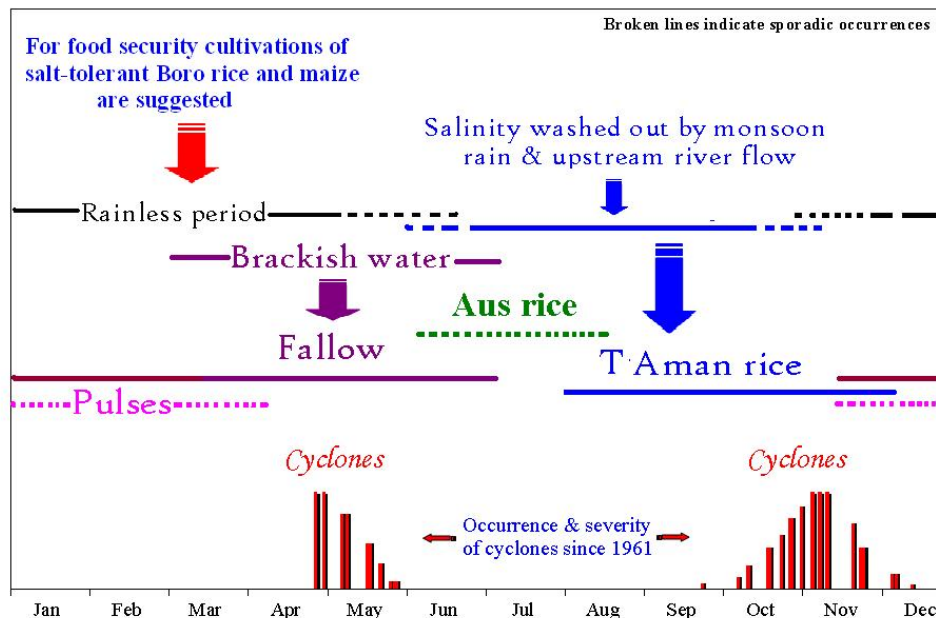 Broken lines indicate sporadic occurrences
For food security cultivations of
salt-tolerant Boro rice and maize
are suggested
Salinity washed out by monsoon
rain & upstream river flow
Rainless period
Brackish water
Aus rice
Fallow
T Aman rice
Pulses
Cyclones
Cyclones
Occurrence & severity
of cyclones since 1961
Jan Feb Mar Apr May Jun Jul Aug Sep Oct Nov Dec